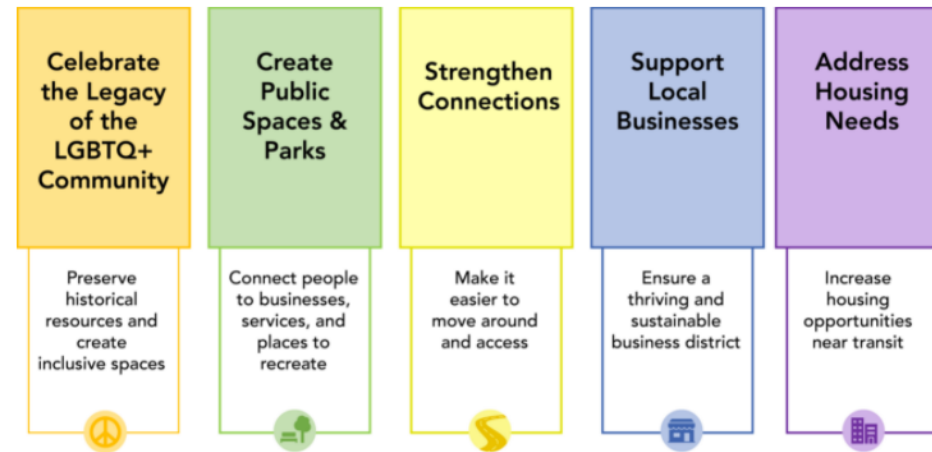 Celebrate
the Legacy
of the
LGBTQ+
Community
Preserve
historical
resources and
create
inclusive spaces
Create
Public
Spaces &
Parks
Connect people
to businesses,
services, and
places to
recreate
Strengthen
Connections
Make it
easier to
move around
and access
Support
Local
Businesses
Ensure a
thriving and
sustainable
business district
Address
Housing
Needs
Increase
housing
opportunities
near transit